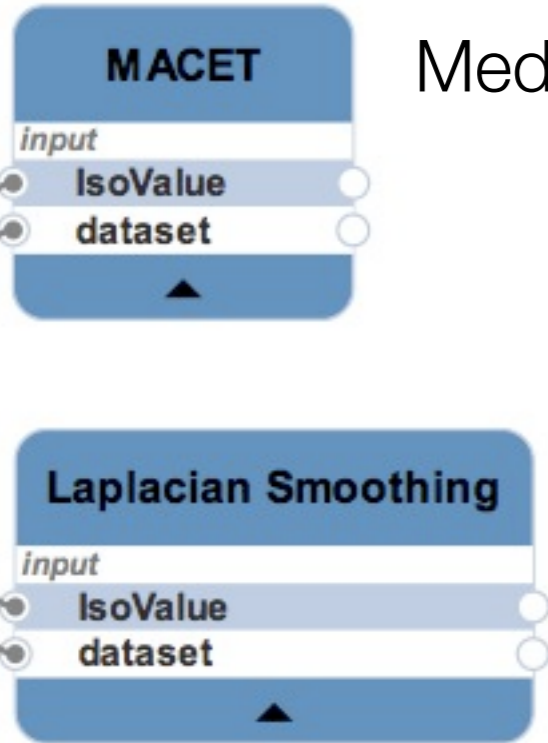 MACET
Med
input
IsoValue
dataset
Laplacian Smoothing
input
IsoValue
dataset